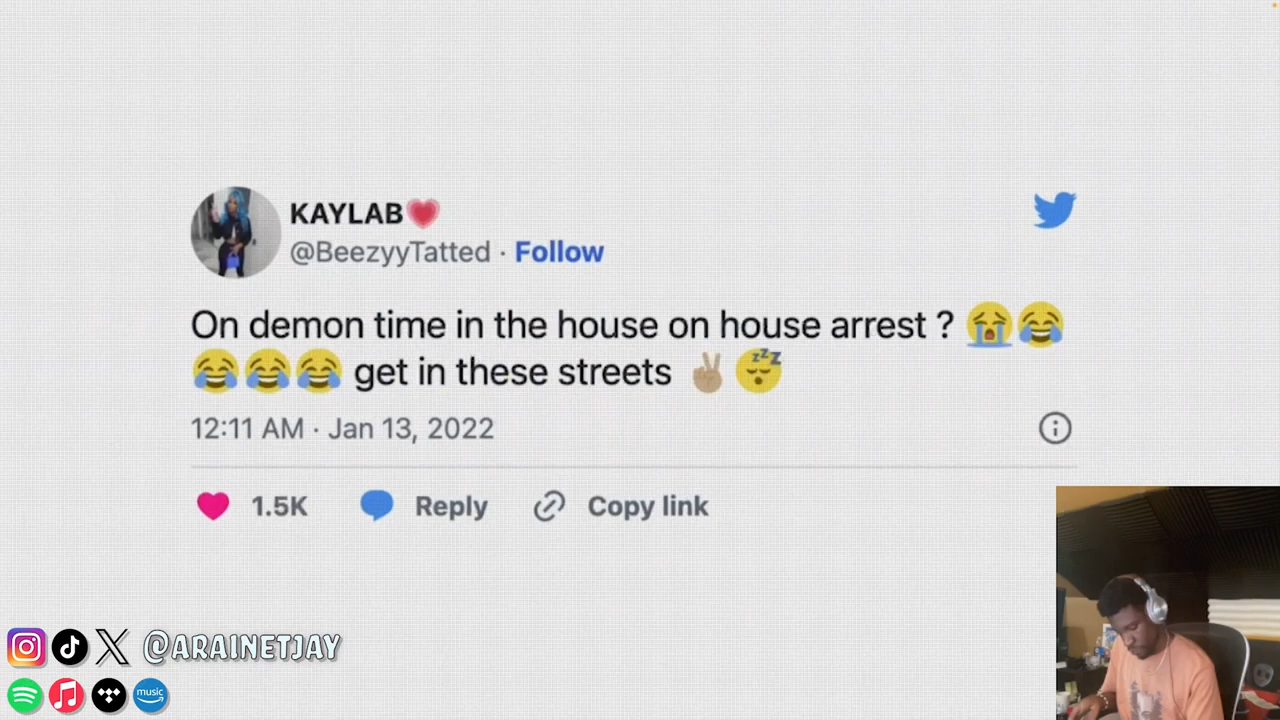 KAYLAB💗
@BeezyyTatted · Follow
On demon time in the house on house arrest ? 😭😂
😂😂😂 get in these streets ✌🏽😴
12:11 AM · Jan 13, 2022
1.5K Reply Copy link
@ARAINETJAY
music